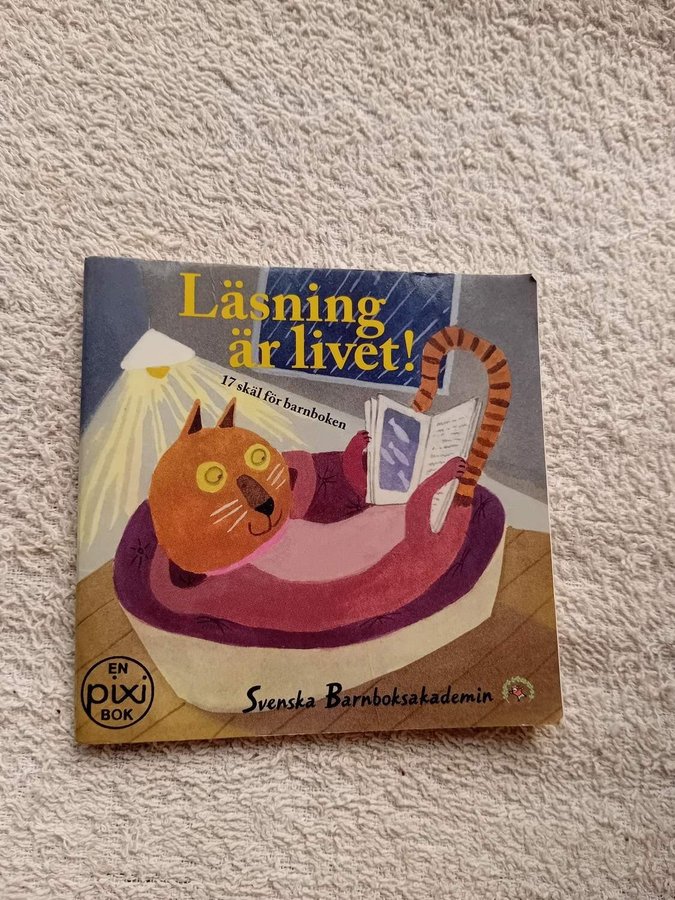 Läsning
är livet!
17 skäl för barnboken
EN
pixi
BOK
Svenska Barnboksakademin